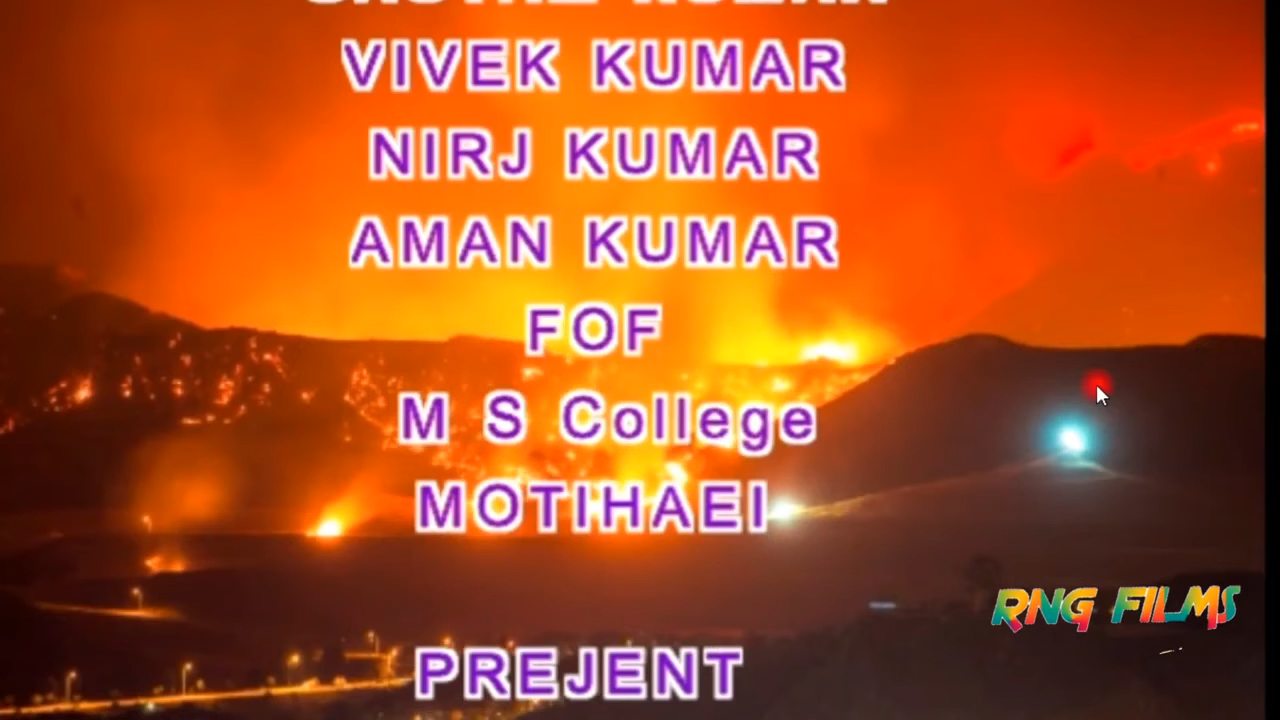 VIVEK KUMAR
NIRJ KUMAR
AMAN KUMAR
FOF
M S College
MOTIHAEI
RNG FILMS
PREJENT